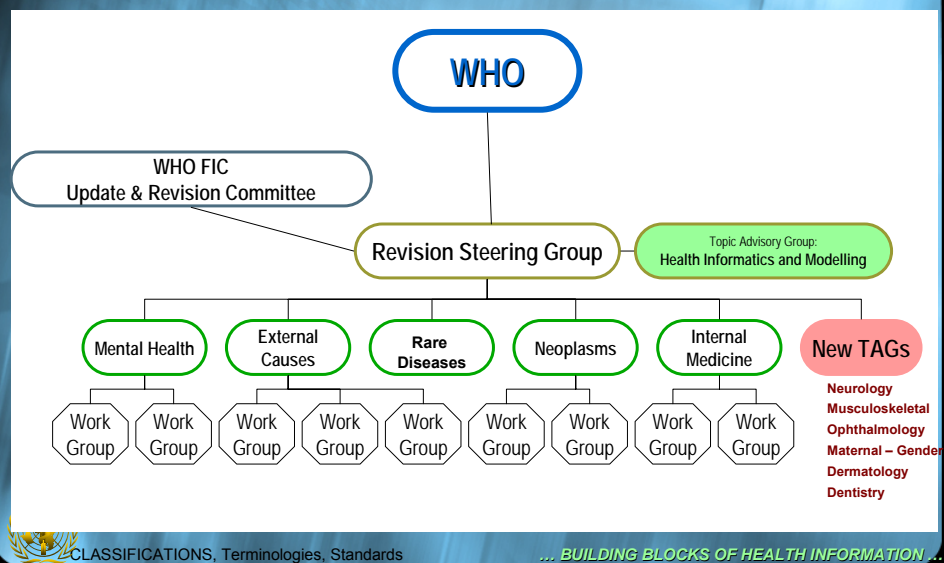 WHO
WHO FIC
Update & Revision Committee
Revision Steering Group
Topic Advisory Group:
Health Informatics and Modelling
Mental Health
External
Causes
Rare
Diseases
Neoplasms
Internal
Medicine
New TAGs
Work
Group
Work
Group
Work
Group
Work
Group
Work
Group
Work
Group
Work
Group
Work
Group
Work
Group
Neurology
Musculoskeletal
Ophthalmology
Maternal – Gender
Dermatology
Dentistry
CLASSIFICATIONS, Terminologies, Standards
... BUILDING BLOCKS OF HEALTH INFORMATION ...